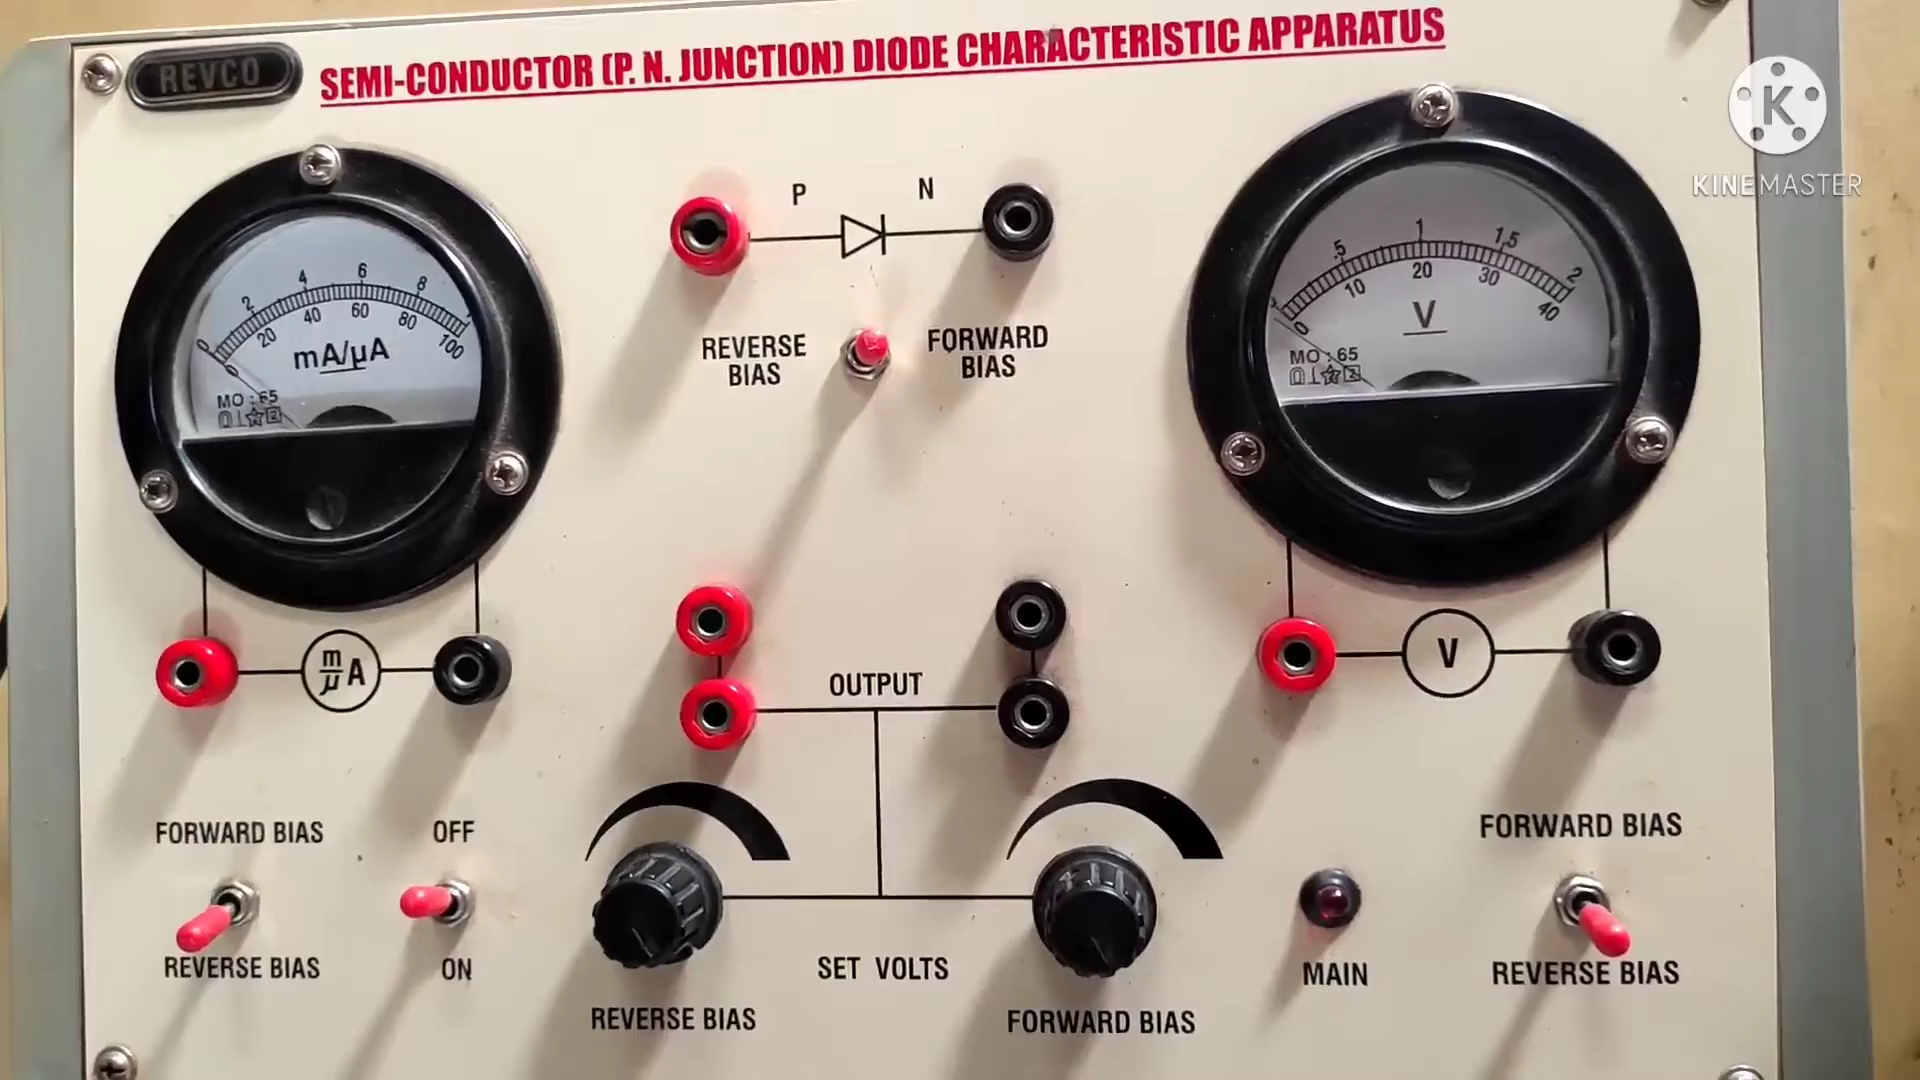 REVCO
SEMI-CONDUCTOR (P. N. JUNCTION) DIODE CHARACTERISTIC APPARATUS
K
KINEMASTER
P N
0 2 4 6 8
0 20 40 60 80 100
mA/µA
MO : 65
REVERSE
BIAS
FORWARD
BIAS
.5 1 1.5 2
0 10 20 30 40
V
MO : 65
m
µ A
V
OUTPUT
FORWARD BIAS
REVERSE BIAS
OFF
ON
SET VOLTS
REVERSE BIAS
FORWARD BIAS
MAIN
FORWARD BIAS
REVERSE BIAS